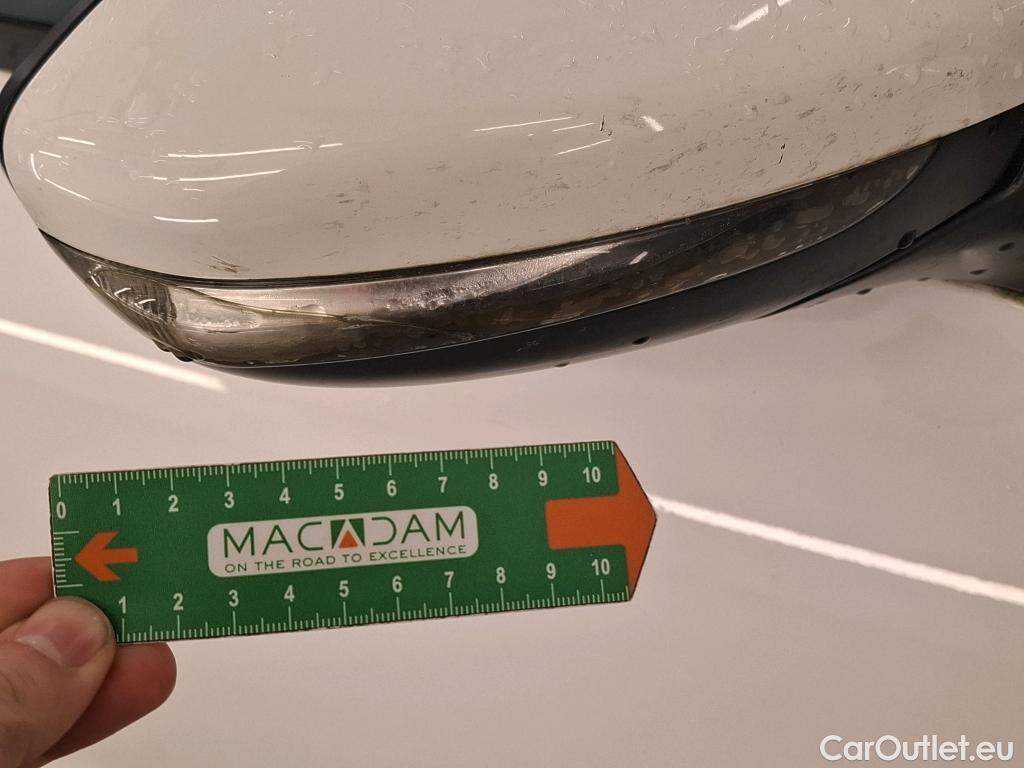 0 1 2 3 4 5 6 7 8 9 10
MACADAM
ON THE ROAD TO EXCELLENCE
1 2 3 4 5 6 7 8 9 10
CarOutlet.eu